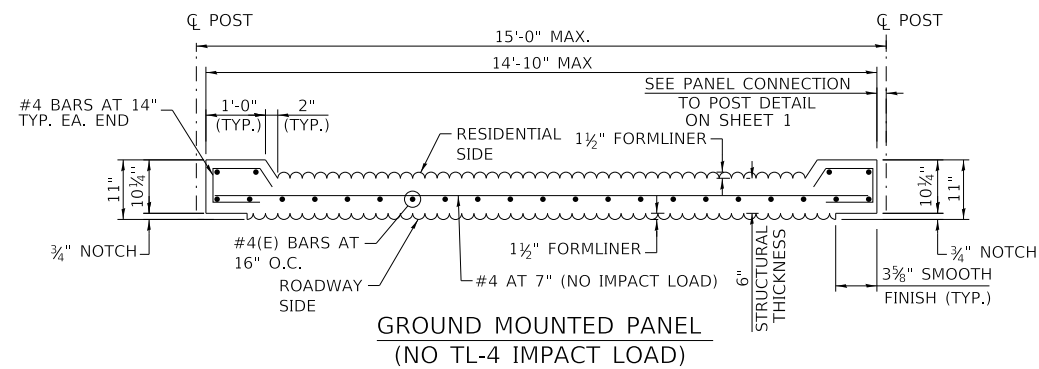 ℄ POST
℄ POST
15'-0" MAX.
14'-10" MAX
SEE PANEL CONNECTION
TO POST DETAIL
ON SHEET 1
#4 BARS AT 14"
TYP. EA. END
1'-0"
(TYP.)
2"
(TYP.)
RESIDENTIAL
SIDE
1½" FORMLINER
11"
10¼"
10¼"
11"
¾" NOTCH
#4(E) BARS AT
16" O.C.
ROADWAY
SIDE
1½" FORMLINER
#4 AT 7" (NO IMPACT LOAD)
6"
STRUCTURAL
THICKNESS
¾" NOTCH
3⅝" SMOOTH
FINISH (TYP.)
GROUND MOUNTED PANEL
(NO TL-4 IMPACT LOAD)